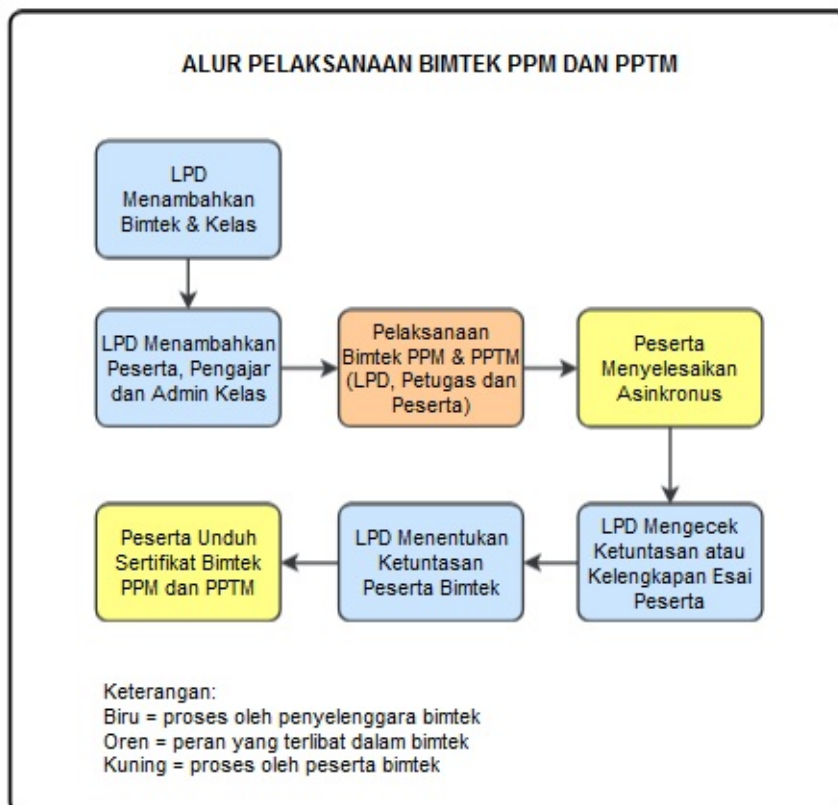 ALUR PELAKSANAAN BIMTEK PPM DAN PPTM
LPD
Menambahkan
Bimtek & Kelas
LPD Menambahkan
Peserta, Pengajar
dan Admin Kelas
Pelaksanaan
Bimtek PPM & PPTM
(LPD, Petugas dan
Peserta)
Peserta
Menyelesaikan
Asinkronus
LPD Mengecek
Ketuntasan atau
Kelengkapan Esai
Peserta
LPD Menentukan
Ketuntasan
Peserta Bimtek
Peserta Unduh
Sertifikat Bimtek
PPM dan PPTM
Keterangan:
Biru = proses oleh penyelenggara bimtek
Oren = peran yang terlibat dalam bimtek
Kuning = proses oleh peserta bimtek